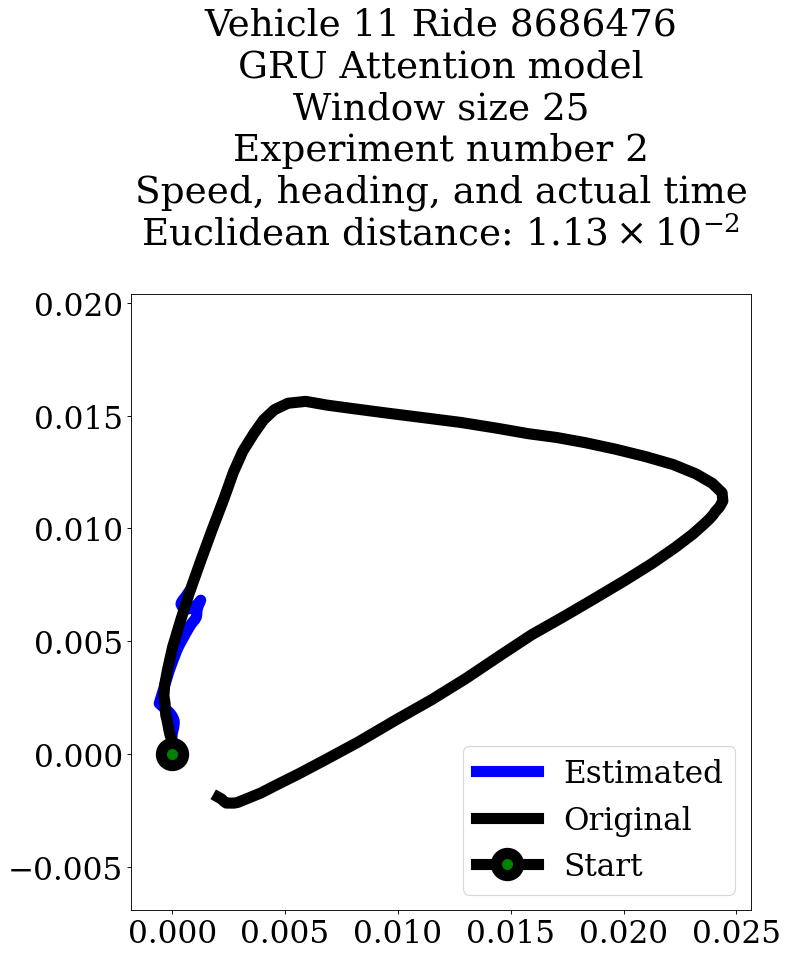 Vehicle 11 Ride 8686476
GRU Attention model
Window size 25
Experiment number 2
Speed, heading, and actual time
Euclidean distance: 1.13 × 10⁻²
0.020
0.015
0.010
0.005
0.000
−0.005
Estimated
Original
Start
0.000 0.005 0.010 0.015 0.020 0.025